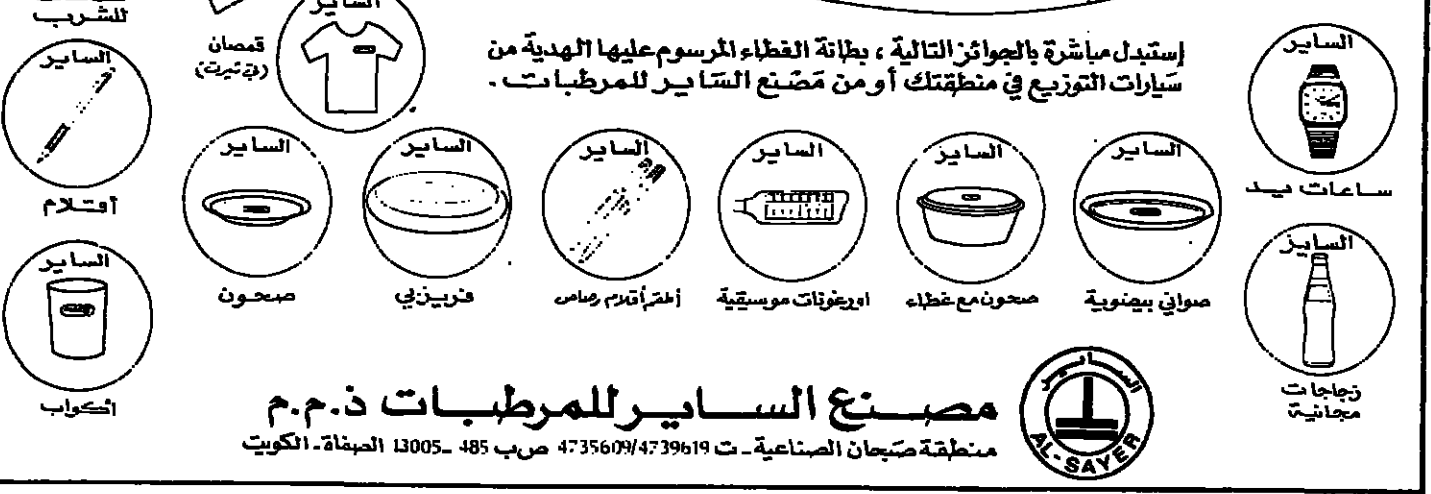 للشرب
الساير
قمصان
(تي شيرت)
إستبدل مباشرة بالجوائز التالية ، بطانة الغطاء المرسوم عليها الهدية من
سيارات التوزيع في منطقتك أو من مصنع الساير للمرطبات .
الساير
ساعات يد
الساير
أقلام
الساير
صواني بيضوية
الساير
صحون مع غطاء
الساير
اورغونات موسيقية
الساير
أطقم أقلام رصاص
الساير
فريزبي
الساير
صحون
الساير
زجاجات
مجانية
الساير
اكواب
الساير
AL-SAYER
مصنع الساير للمرطبات ذ.م.م
منطقة صبحان الصناعية ـ ت 4735609/4739619 ص ب 485 ـ 13005 الصفاة ـ الكويت